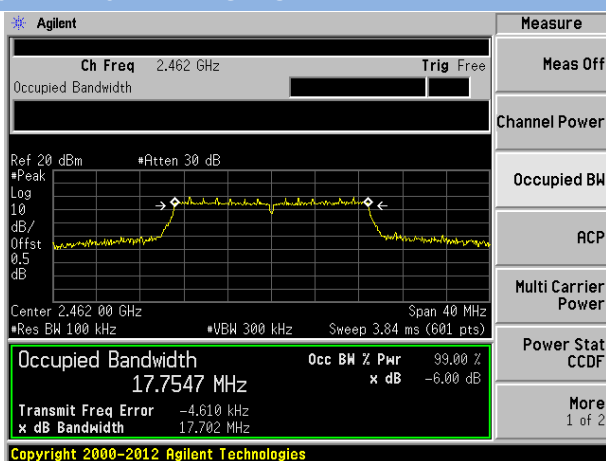 Agilent
Measure
Ch Freq 2.462 GHz Trig Free
Occupied Bandwidth
Meas Off
Channel Power
Occupied BW
ACP
Multi Carrier
Power
Power Stat
CCDF
More
1 of 2
Ref 20 dBm #Atten 30 dB
#Peak
Log
10
dB/
Offst
0.5
dB
Center 2.462 00 GHz Span 40 MHz
#Res BW 100 kHz #VBW 300 kHz Sweep 3.84 ms (601 pts)
Occupied Bandwidth Occ BW % Pwr 99.00 %
17.7547 MHz x dB -6.00 dB
Transmit Freq Error -4.610 kHz
x dB Bandwidth 17.702 MHz
Copyright 2000-2012 Agilent Technologies